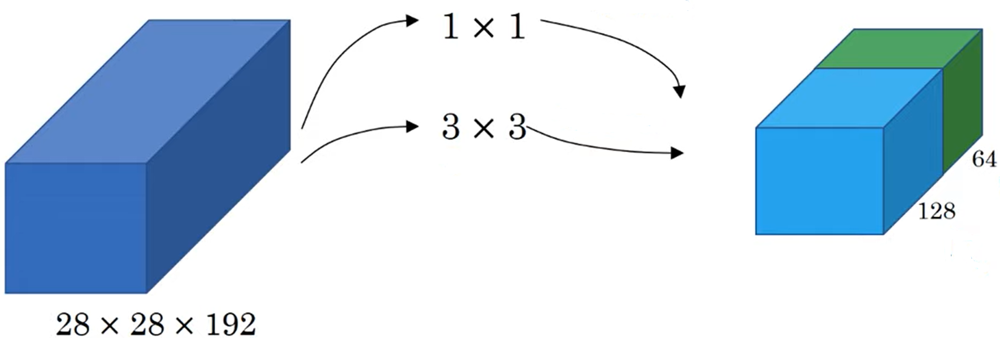 1 × 1
3 × 3
64
128
28 × 28 × 192